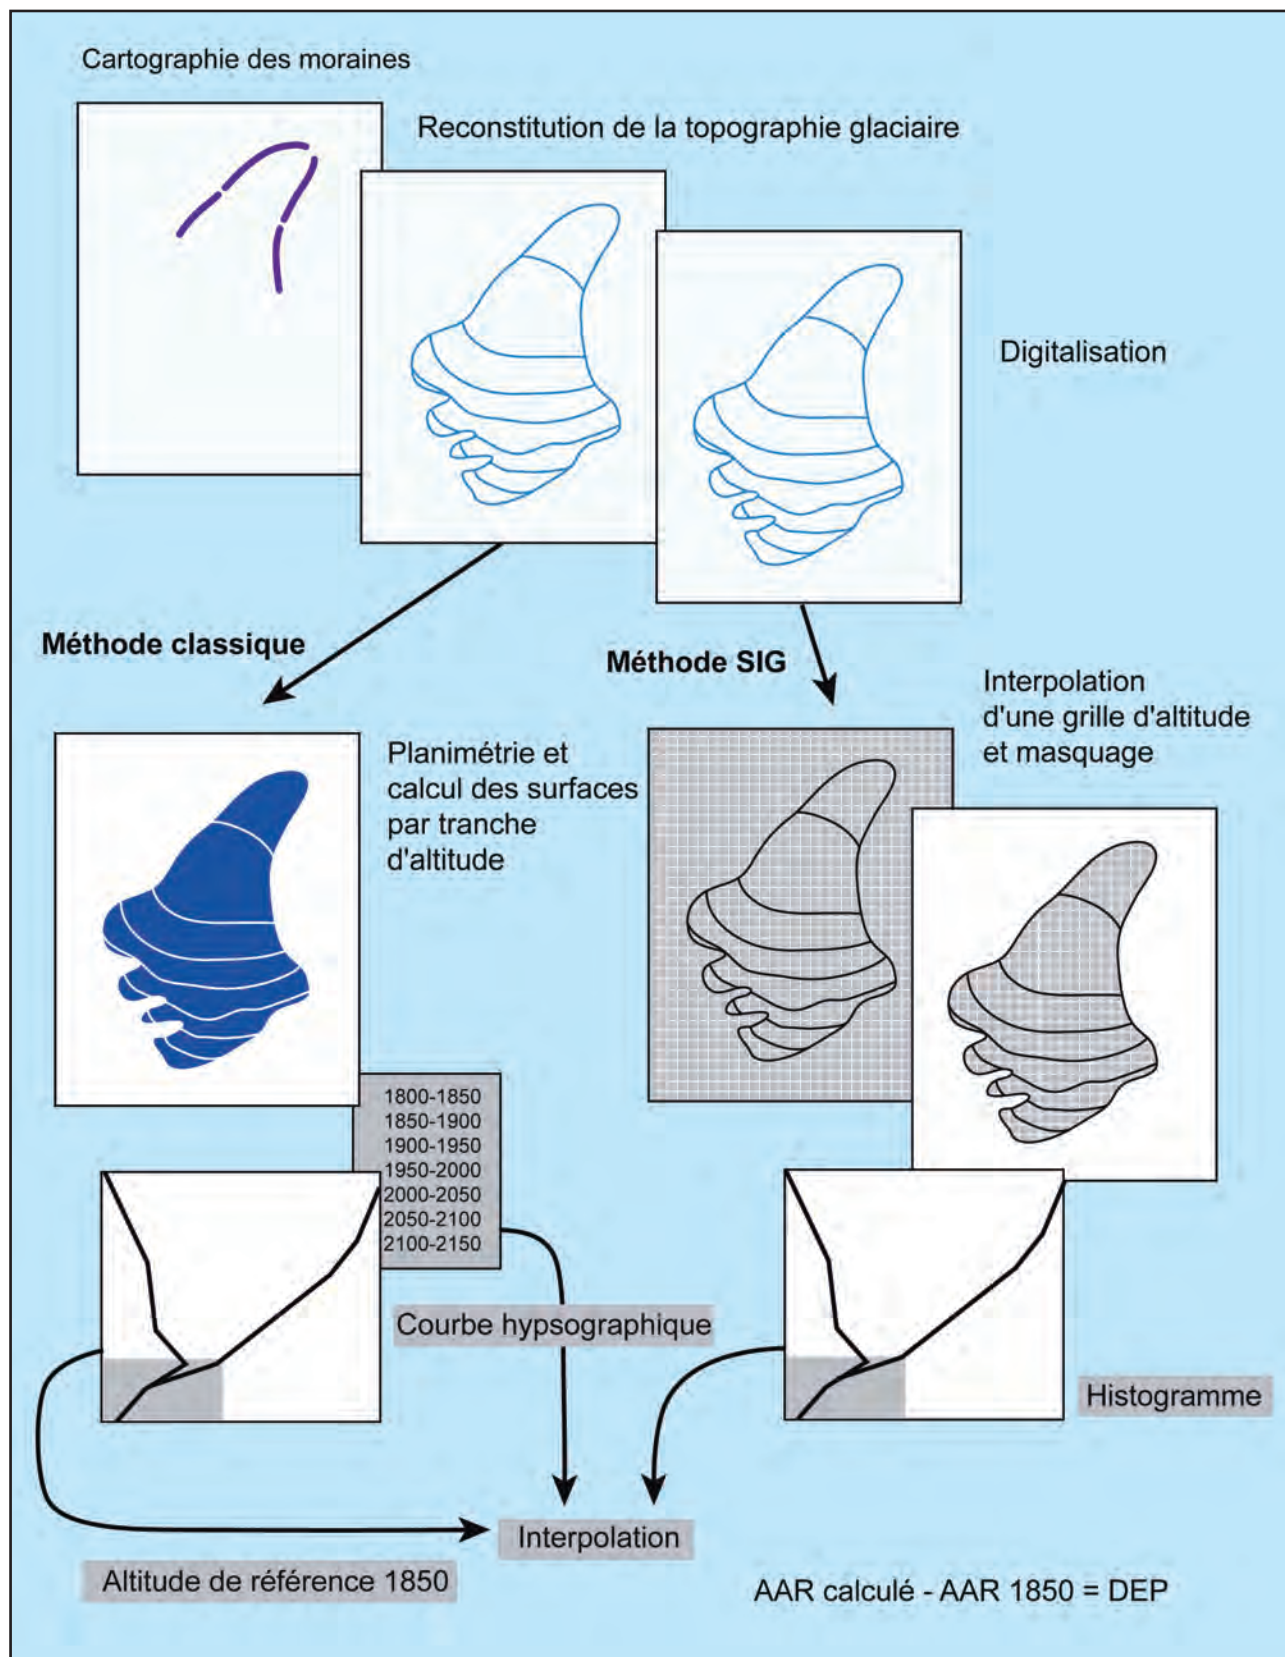 Cartographie des moraines
Reconstitution de la topographie glaciaire
Digitalisation
Méthode classique
Méthode SIG
Interpolation
d'une grille d'altitude
et masquage
Planimétrie et
calcul des surfaces
par tranche
d'altitude
1800-1850
1850-1900
1900-1950
1950-2000
2000-2050
2050-2100
2100-2150
Courbe hypsographique
Histogramme
Interpolation
Altitude de référence 1850
AAR calculé - AAR 1850 = DEP